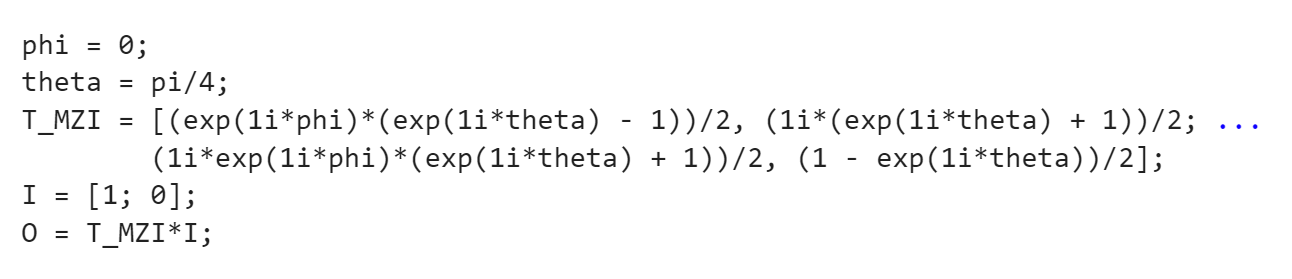 phi = 0;
theta = pi/4;
T_MZI = [(exp(1i*phi)*(exp(1i*theta) - 1))/2, (1i*(exp(1i*theta) + 1))/2; ...
(1i*exp(1i*phi)*(exp(1i*theta) + 1))/2, (1 - exp(1i*theta))/2];
I = [1; 0];
O = T_MZI*I;